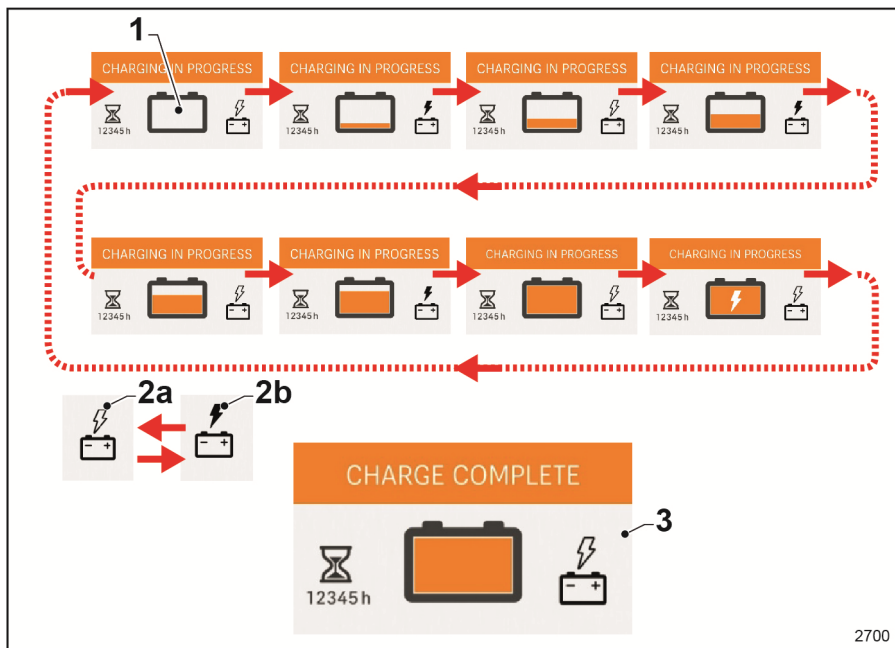 1
CHARGING IN PROGRESS CHARGING IN PROGRESS CHARGING IN PROGRESS CHARGING IN PROGRESS
12345 h - + 12345 h - + 12345 h - + 12345 h - +
CHARGING IN PROGRESS CHARGING IN PROGRESS CHARGING IN PROGRESS CHARGING IN PROGRESS
12345 h - + 12345 h - + 12345 h - + 12345 h - +
2a 2b
- + - +
CHARGE COMPLETE
3
12345 h - +
2700